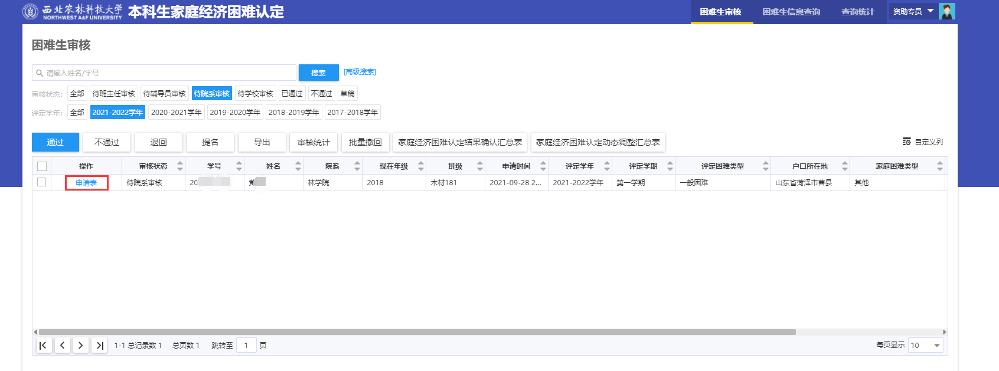 西北农林科技大学 本科生家庭经济困难认定 困难生审核 困难生信息查询 查询统计 资助专员
NORTHWEST A&F UNIVERSITY
困难生审核
请输入姓名/学号 搜索 [高级搜索]
审核状态： 全部 待班主任审核 待辅导员审核 待院系审核 待学校审核 已通过 不通过 草稿
评定学年： 全部 2021-2022学年 2020-2021学年 2019-2020学年 2018-2019学年 2017-2018学年
通过 不通过 退回 提名 导出 审核统计 批量撤回 家庭经济困难认定结果确认汇总表 家庭经济困难认定动态调整汇总表 自定义列
操作 审核状态 学号 姓名 院系 现在年级 班级 申请时间 评定学年 评定学期 评定困难类型 户口所在地 家庭困难类型
申请表 待院系审核 20 黄 林学院 2018 木材181 2021-09-28 2... 2021-2022学年 第一学期 一般困难 山东省菏泽市曹县 其他
1-1 总记录数 1 总页数 1 跳转至 1 页 每页显示 10